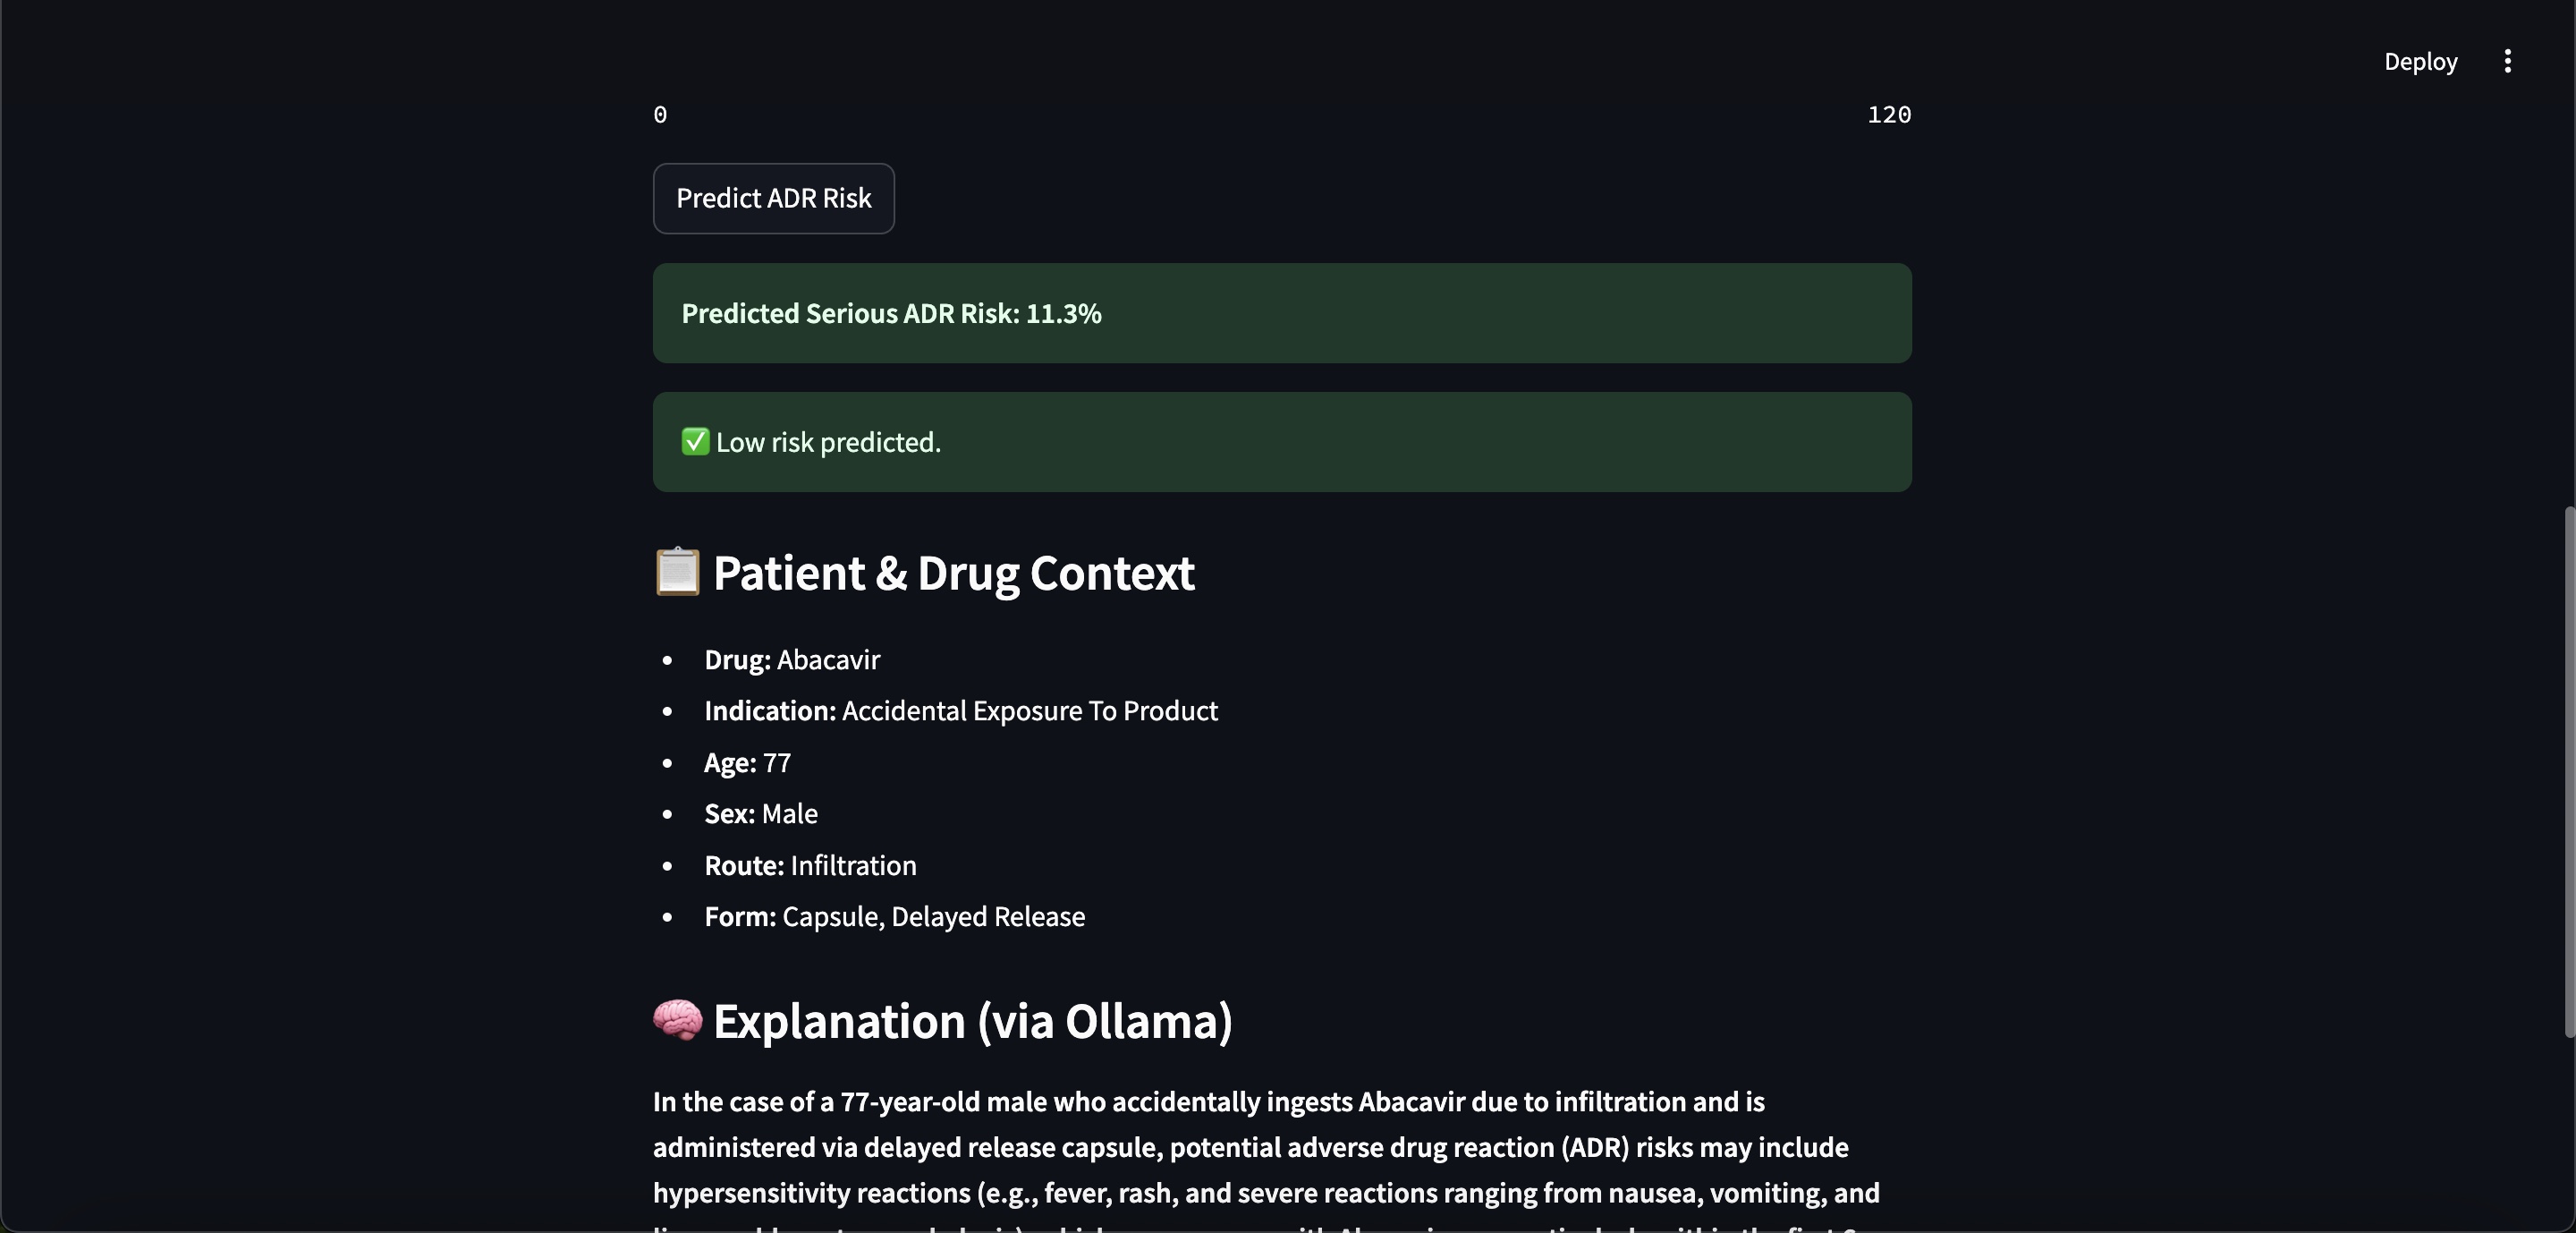 Deploy
0 120
Predict ADR Risk
Predicted Serious ADR Risk: 11.3%
✅ Low risk predicted.
📋 Patient & Drug Context
• Drug: Abacavir
• Indication: Accidental Exposure To Product
• Age: 77
• Sex: Male
• Route: Infiltration
• Form: Capsule, Delayed Release
🧠 Explanation (via Ollama)
In the case of a 77-year-old male who accidentally ingests Abacavir due to infiltration and is
administered via delayed release capsule, potential adverse drug reaction (ADR) risks may include
hypersensitivity reactions (e.g., fever, rash, and severe reactions ranging from nausea, vomiting, and